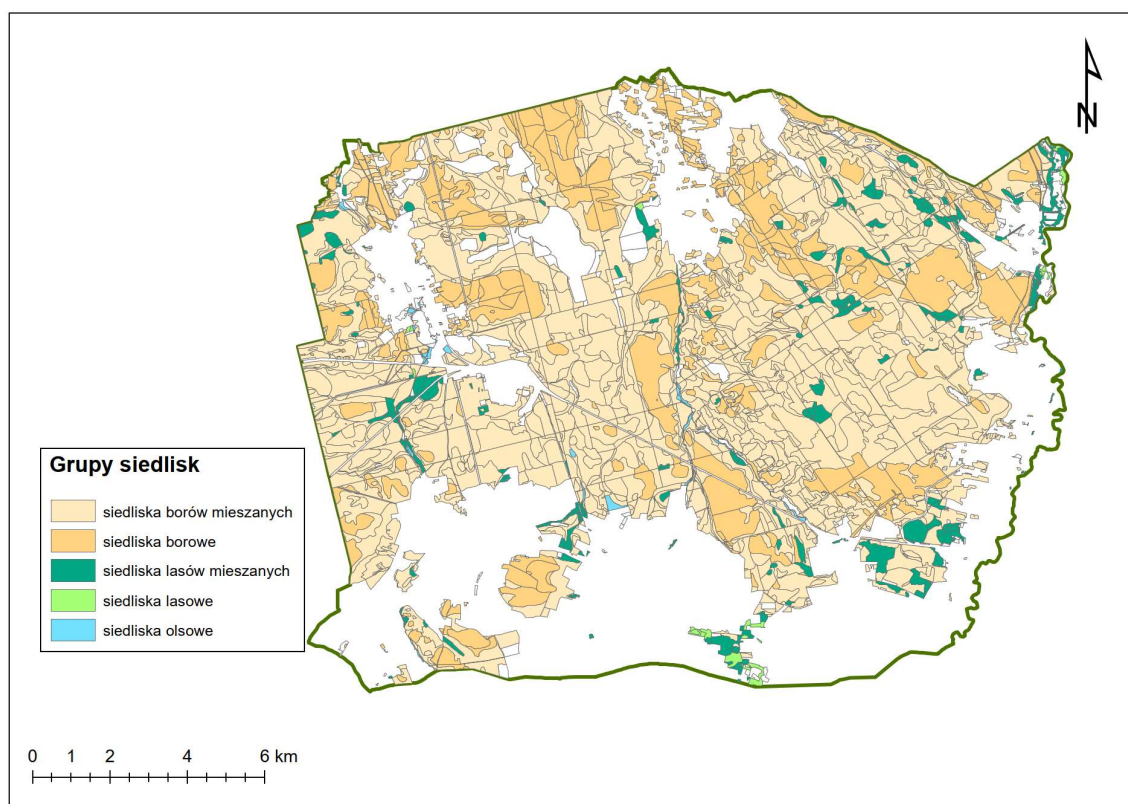 N
Grupy siedlisk
siedliska borów mieszanych
siedliska borowe
siedliska lasów mieszanych
siedliska lasowe
siedliska olsowe
0 1 2 4 6 km